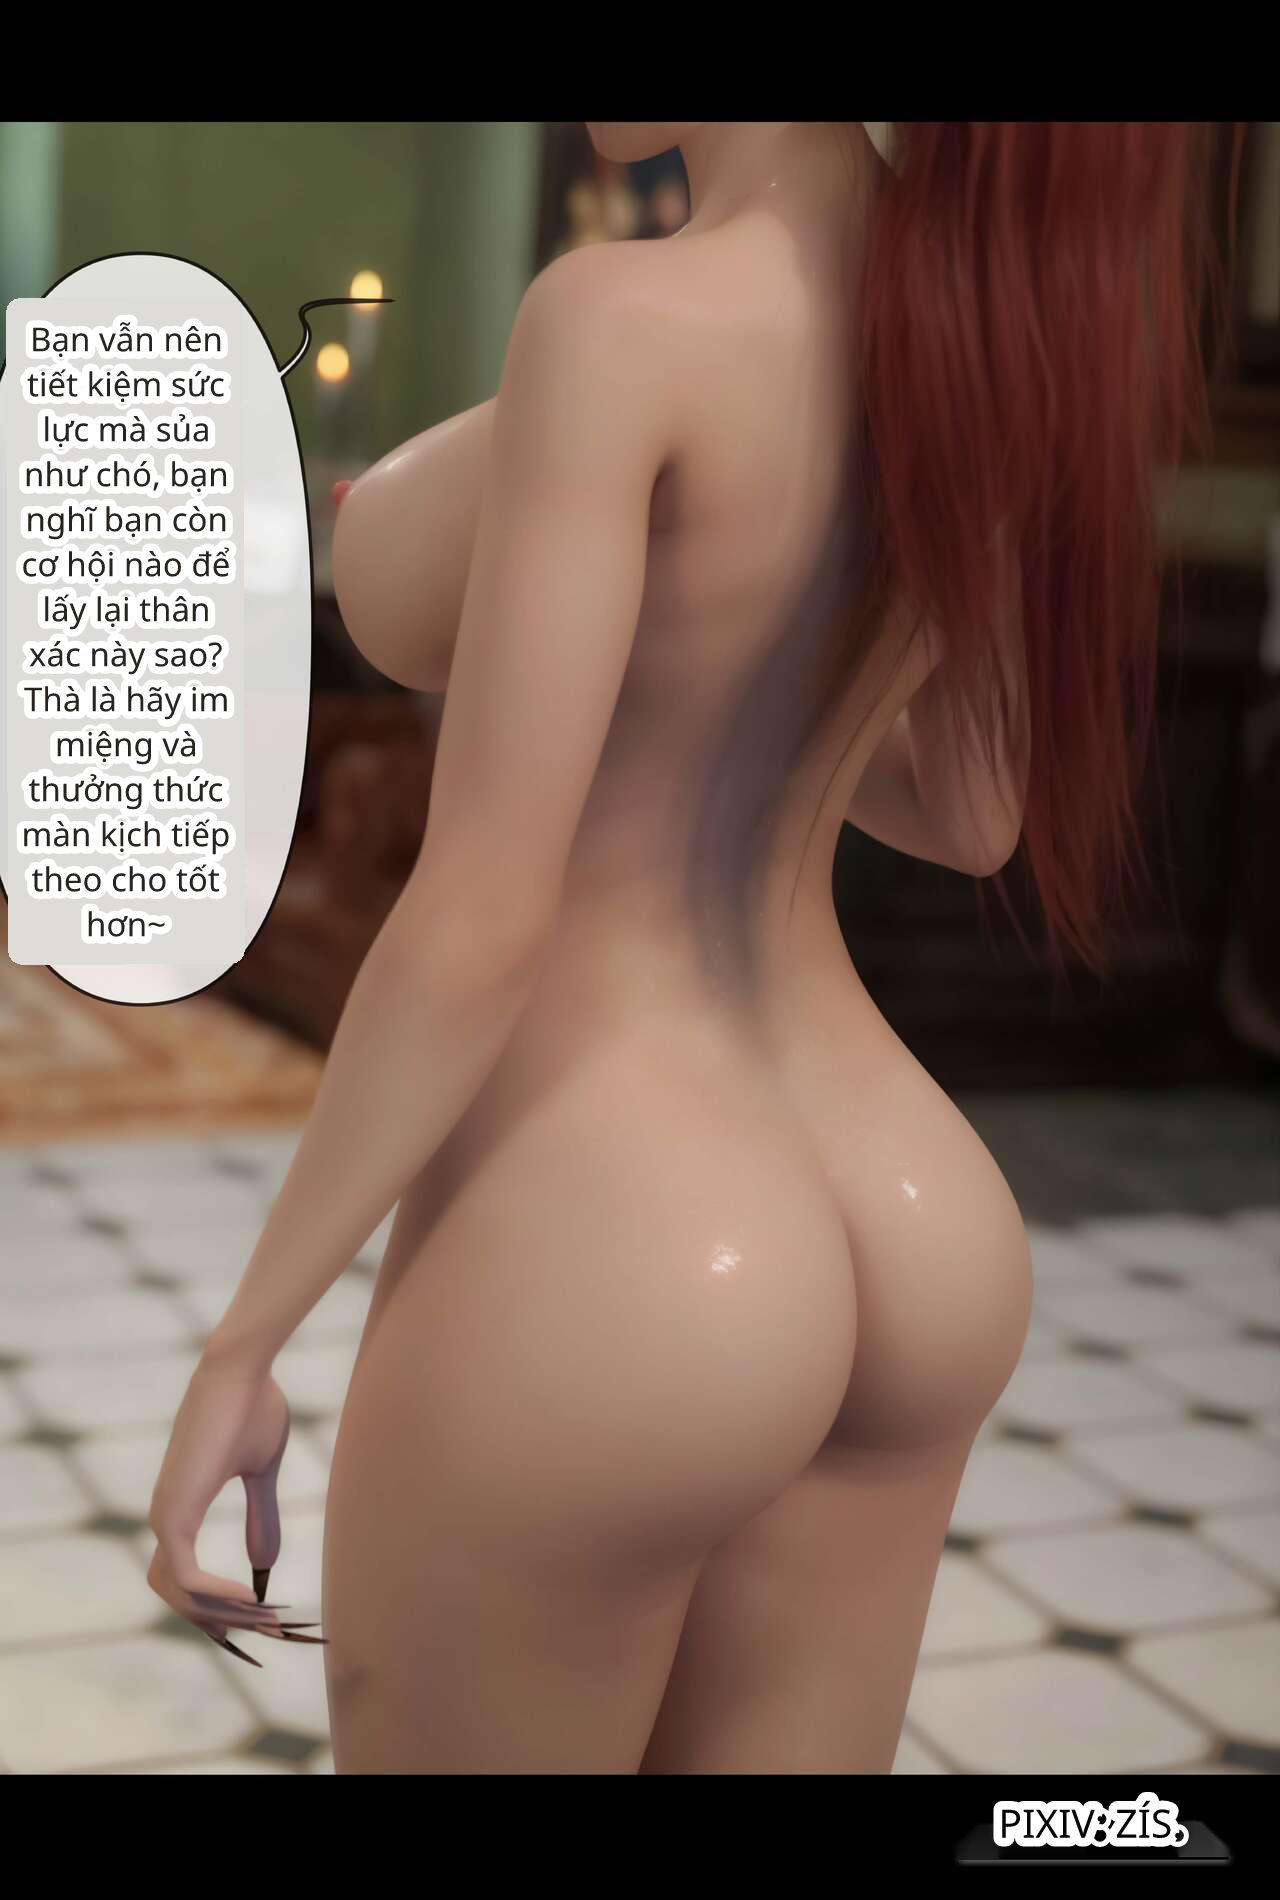 Bạn vẫn nên
tiết kiệm sức
lực mà sủa
như chó, bạn
nghĩ bạn còn
cơ hội nào để
lấy lại thân
xác này sao?
Thà là hãy im
miệng và
thưởng thức
màn kịch tiếp
theo cho tốt
hơn~
PIXIV:ZÍS,